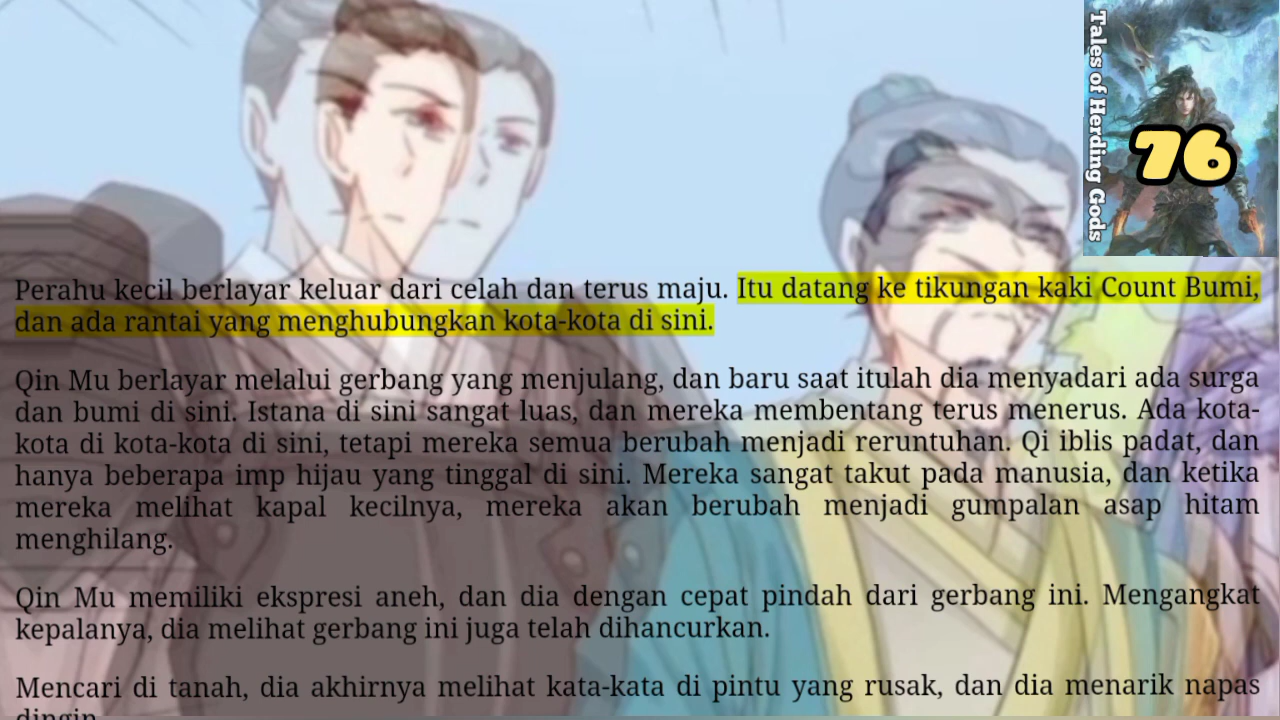 Tales of Herding Gods
76
Perahu kecil berlayar keluar dari celah dan terus maju. Itu datang ke tikungan kaki Count Bumi,
dan ada rantai yang menghubungkan kota-kota di sini.
Qin Mu berlayar melalui gerbang yang menjulang, dan baru saat itulah dia menyadari ada surga
dan bumi di sini. Istana di sini sangat luas, dan mereka membentang terus menerus. Ada kota-
kota di kota-kota di sini, tetapi mereka semua berubah menjadi reruntuhan. Qi iblis padat, dan
hanya beberapa imp hijau yang tinggal di sini. Mereka sangat takut pada manusia, dan ketika
mereka melihat kapal kecilnya, mereka akan berubah menjadi gumpalan asap hitam
menghilang.
Qin Mu memiliki ekspresi aneh, dan dia dengan cepat pindah dari gerbang ini. Mengangkat
kepalanya, dia melihat gerbang ini juga telah dihancurkan.
Mencari di tanah, dia akhirnya melihat kata-kata di pintu yang rusak, dan dia menarik napas
dingin